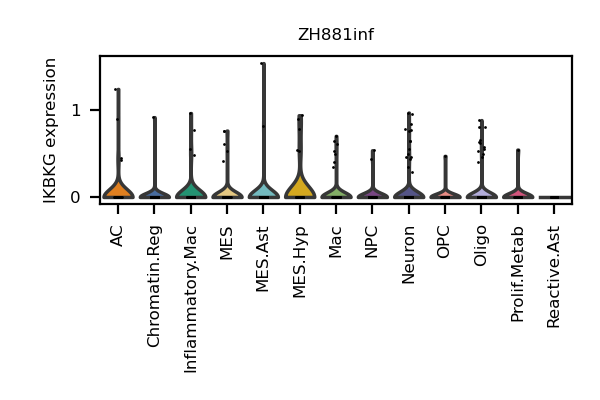 ZH881inf
IKBKG expression
1
0
AC
Chromatin.Reg
Inflammatory.Mac
MES
MES.Ast
MES.Hyp
Mac
NPC
Neuron
OPC
Oligo
Prolif.Metab
Reactive.Ast